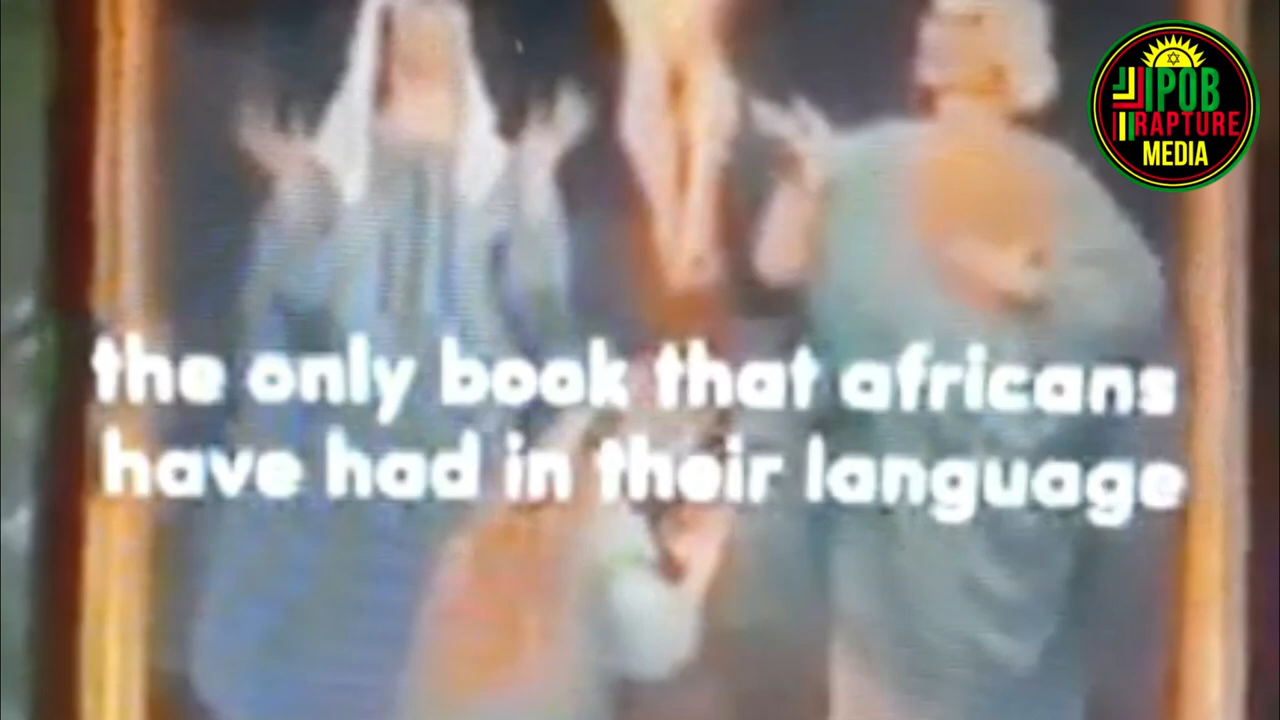 IPOB
RAPTURE
MEDIA
the only book that africans
have had in their language